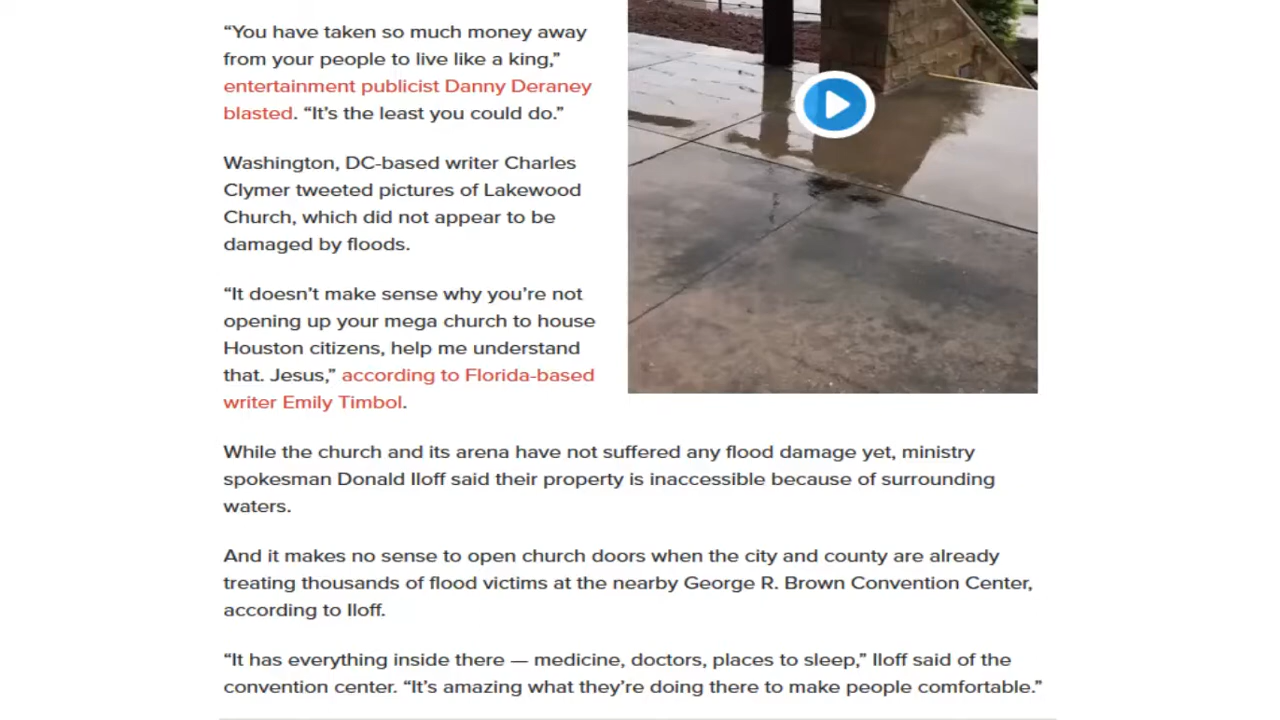 “You have taken so much money away
from your people to live like a king,”
entertainment publicist Danny Deraney
blasted. “It’s the least you could do.”
Washington, DC-based writer Charles
Clymer tweeted pictures of Lakewood
Church, which did not appear to be
damaged by floods.
“It doesn’t make sense why you’re not
opening up your mega church to house
Houston citizens, help me understand
that. Jesus,” according to Florida-based
writer Emily Timbol.
While the church and its arena have not suffered any flood damage yet, ministry
spokesman Donald Iloff said their property is inaccessible because of surrounding
waters.
And it makes no sense to open church doors when the city and county are already
treating thousands of flood victims at the nearby George R. Brown Convention Center,
according to Iloff.
“It has everything inside there — medicine, doctors, places to sleep,” Iloff said of the
convention center. “It’s amazing what they’re doing there to make people comfortable.”